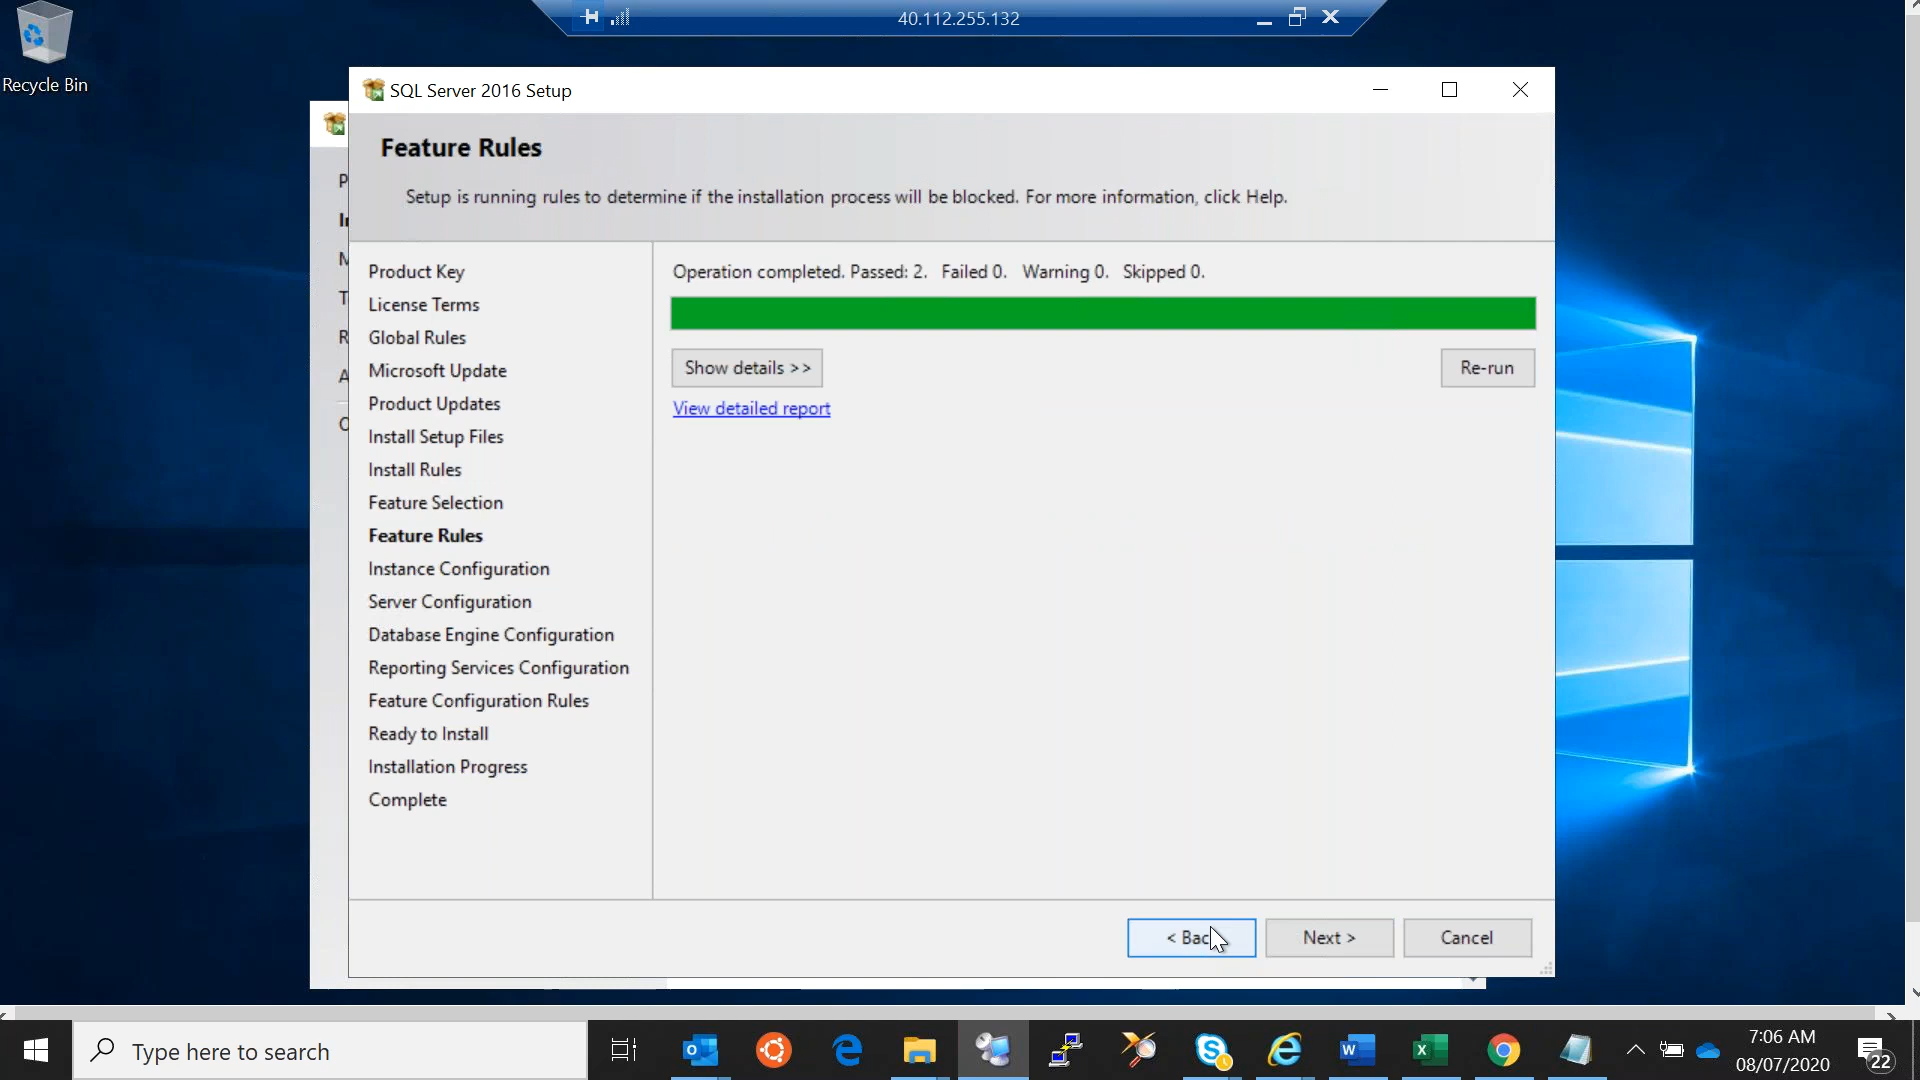 40.112.255.132
Recycle Bin
SQL Server 2016 Setup
Feature Rules
Setup is running rules to determine if the installation process will be blocked. For more information, click Help.
Product Key
License Terms
Global Rules
Microsoft Update
Product Updates
Install Setup Files
Install Rules
Feature Selection
Feature Rules
Instance Configuration
Server Configuration
Database Engine Configuration
Reporting Services Configuration
Feature Configuration Rules
Ready to Install
Installation Progress
Complete
Operation completed. Passed: 2. Failed 0. Warning 0. Skipped 0.
Show details >>
Re-run
View detailed report
< Back
Next >
Cancel
Type here to search
7:06 AM
08/07/2020
22